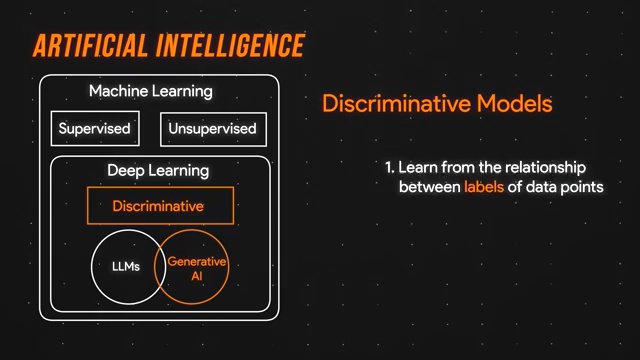 ARTIFICIAL INTELLIGENCE
Machine Learning
Supervised
Unsupervised
Deep Learning
Discriminative
LLMs
Generative
AI
Discriminative Models
1. Learn from the relationship
between labels of data points